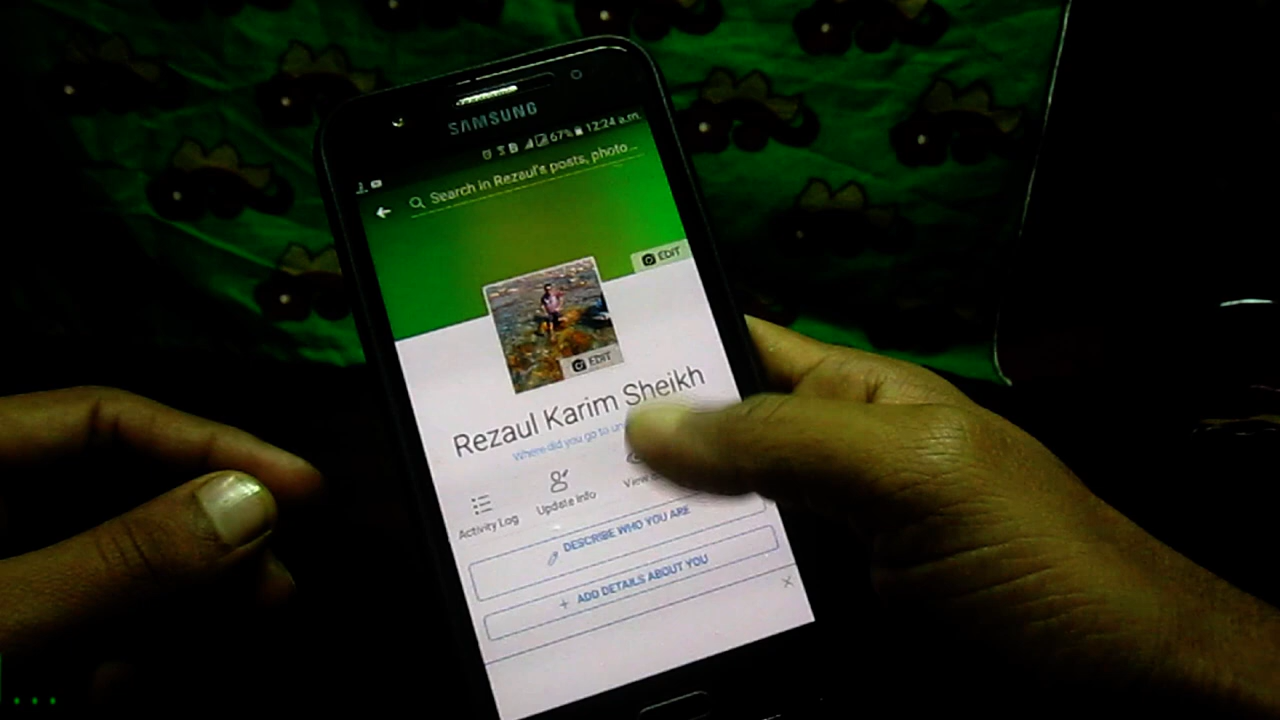 SAMSUNG
67% 12:24 a.m.
Search in Rezaul's posts, photo...
EDIT
EDIT
Rezaul Karim Sheikh
Where did you go to
Activity Log
Update Info
View
DESCRIBE WHO YOU ARE
+ ADD DETAILS ABOUT YOU